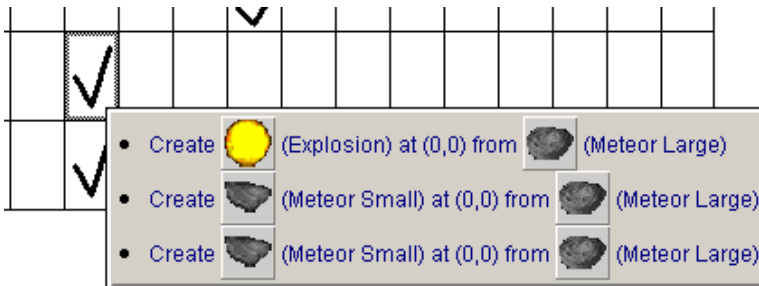 Create (Explosion) at (0,0) from (Meteor Large)
Create (Meteor Small) at (0,0) from (Meteor Large)
Create (Meteor Small) at (0,0) from (Meteor Large)